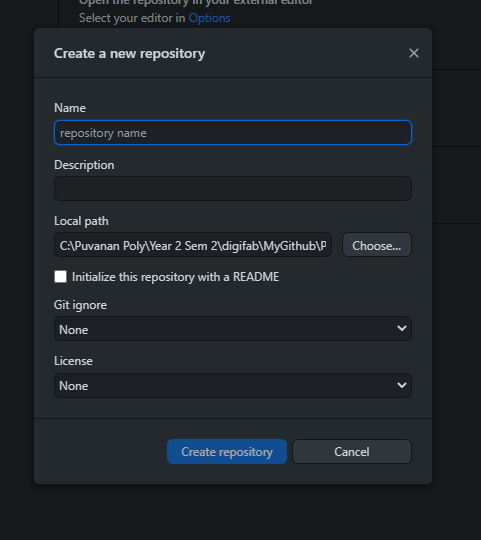 Open the repository in your external editor
Select your editor in Options
Create a new repository
Name
repository name
Description
Local path
C:\Puvanan Poly\Year 2 Sem 2\digifab\MyGithub\P
Choose...
Initialize this repository with a README
Git ignore
None
License
None
Create repository
Cancel